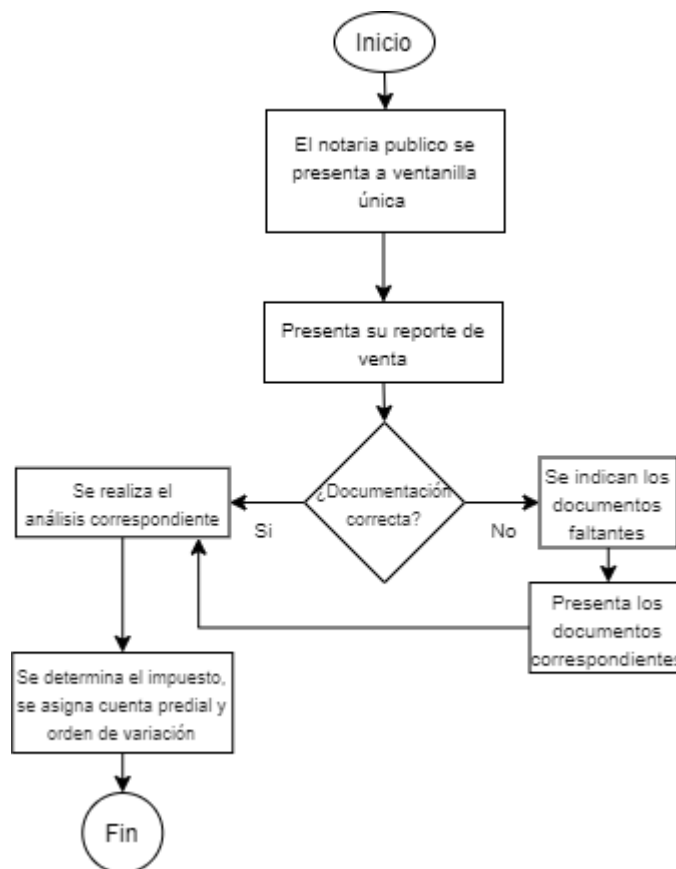 Inicio
El notaria publico se
presenta a ventanilla
única
Presenta su reporte de
venta
¿Documentación
correcta?
Si
No
Se realiza el
análisis correspondiente
Se indican los
documentos
faltantes
Presenta los
documentos
correspondientes
Se determina el impuesto,
se asigna cuenta predial y
orden de variación
Fin